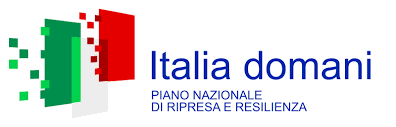 Italia domani
PIANO NAZIONALE
DI RIPRESA E RESILIENZA